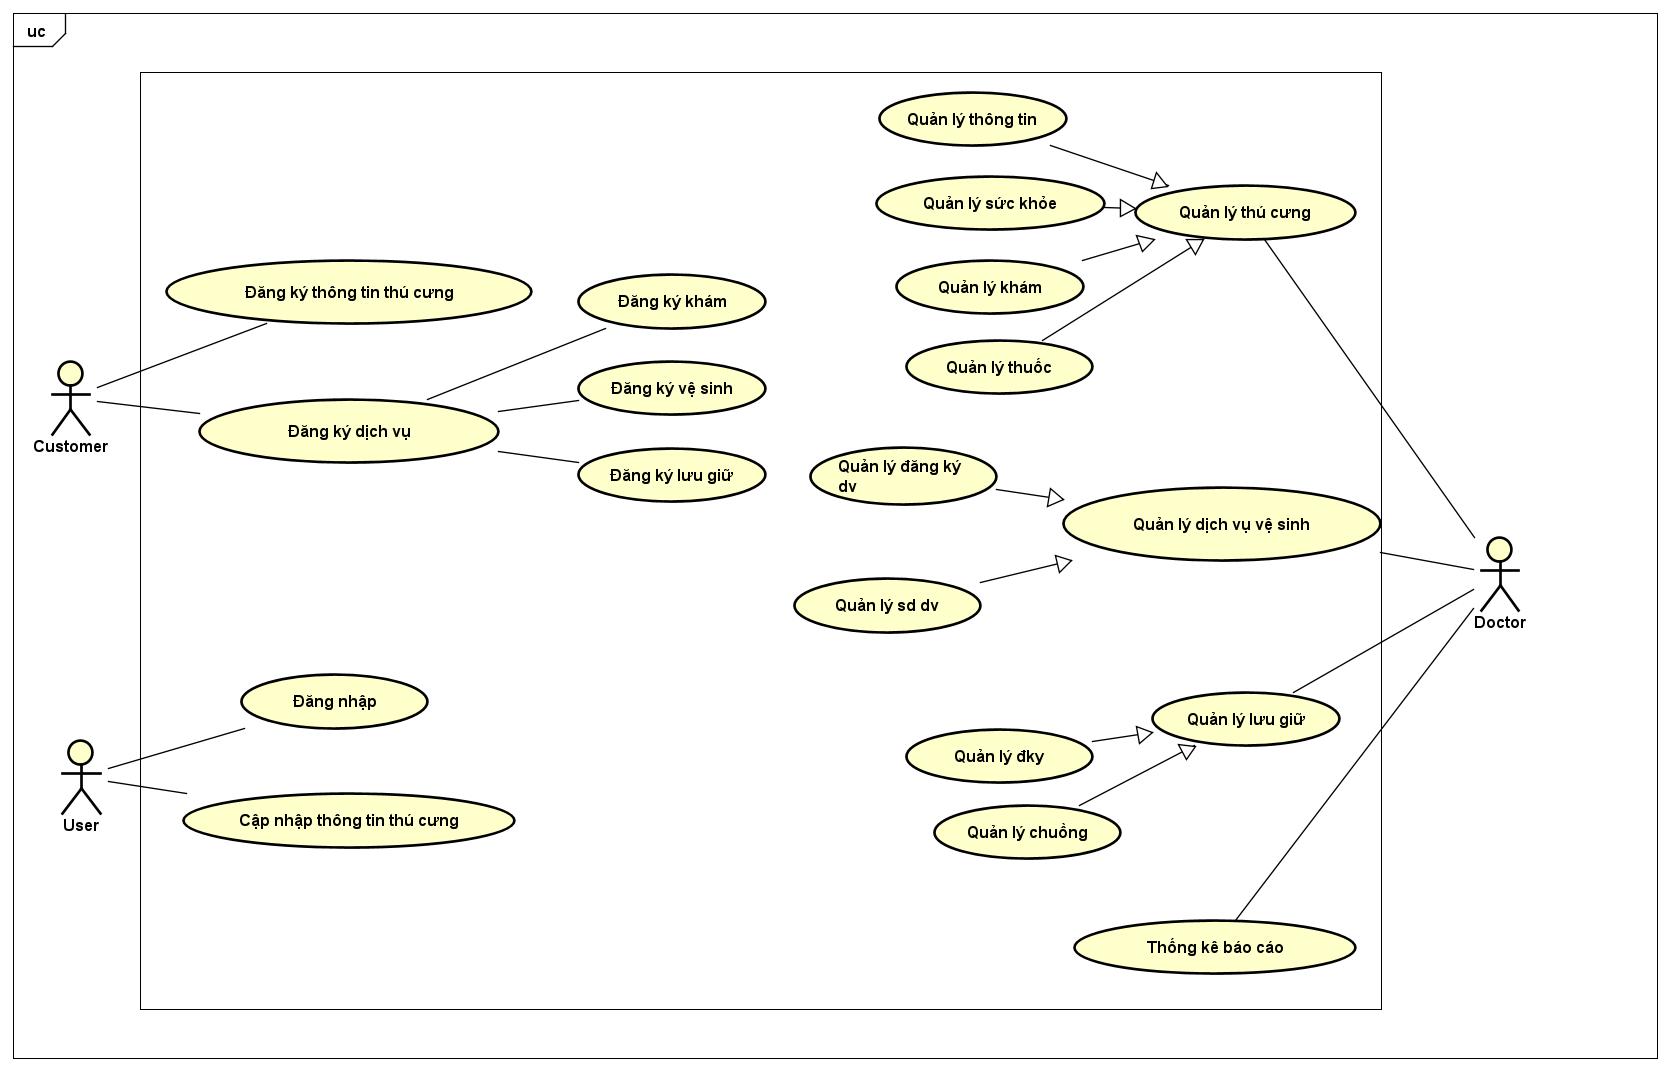 uc
Quản lý thông tin
Quản lý sức khỏe
Quản lý thú cưng
Quản lý khám
Quản lý thuốc
Đăng ký thông tin thú cưng
Đăng ký khám
Đăng ký vệ sinh
Đăng ký dịch vụ
Đăng ký lưu giữ
Customer
Quản lý đăng ký
dv
Quản lý dịch vụ vệ sinh
Quản lý sd dv
Doctor
Đăng nhập
Cập nhập thông tin thú cưng
User
Quản lý lưu giữ
Quản lý đky
Quản lý chuồng
Thống kê báo cáo